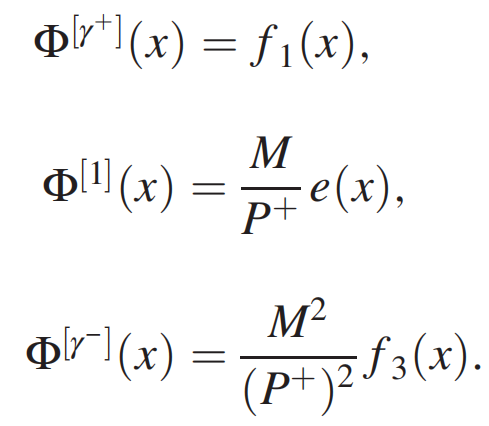 Φ^{[γ^+]}(x) = f_1(x),
Φ^{[1]}(x) = \frac{M}{P^+} e(x),
Φ^{[γ^-]}(x) = \frac{M^2}{(P^+)^2} f_3(x).